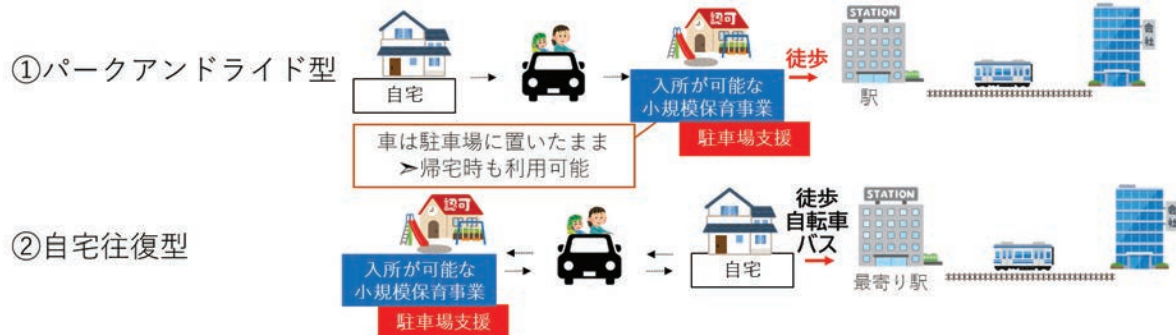 ①パークアンドライド型
自宅
認可
入所が可能な
小規模保育事業
駐車場支援
徒歩
STATION
駅
会社
車は駐車場に置いたまま
➢帰宅時も利用可能
②自宅往復型
認可
入所が可能な
小規模保育事業
駐車場支援
自宅
徒歩
自転車
バス
STATION
最寄り駅
会社